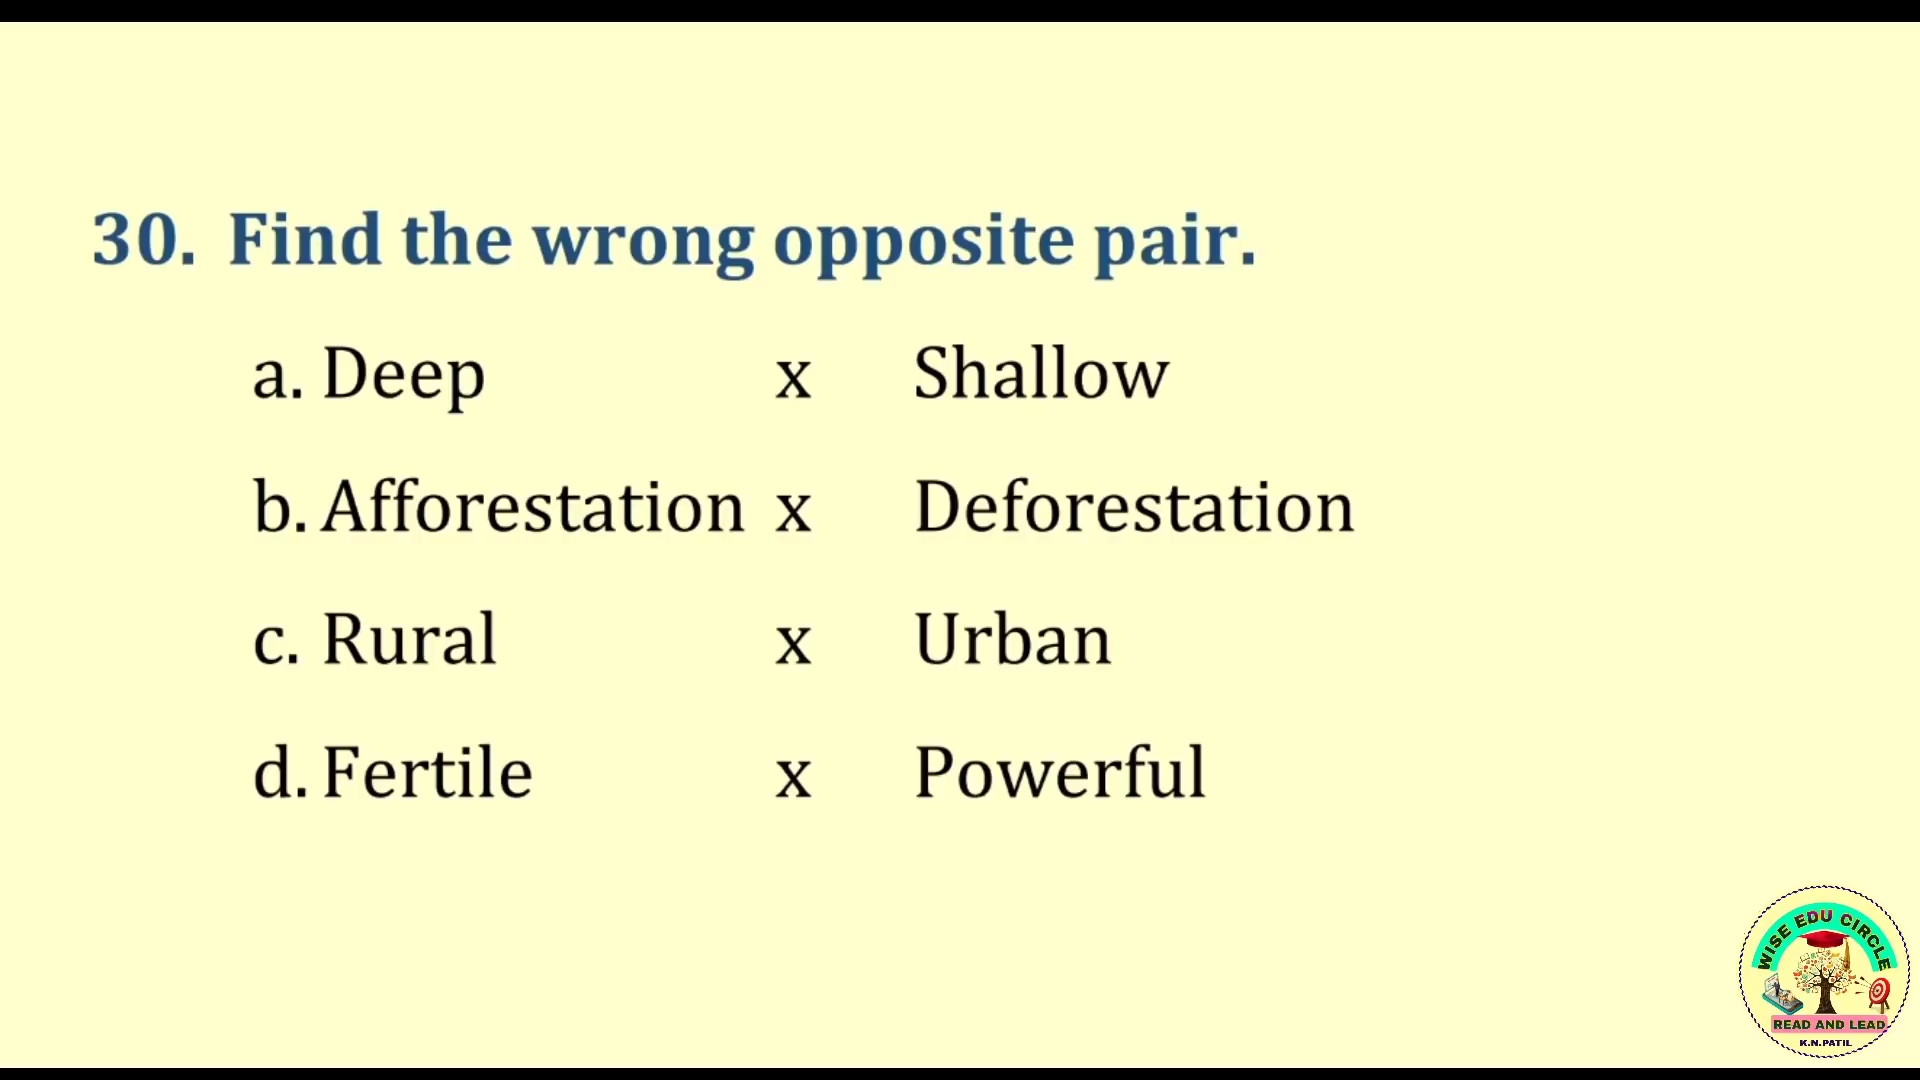 30. Find the wrong opposite pair.
a. Deep x Shallow
b. Afforestation x Deforestation
c. Rural x Urban
d. Fertile x Powerful
WISE EDU CIRCLE
READ AND LEAD
K.N.PATIL